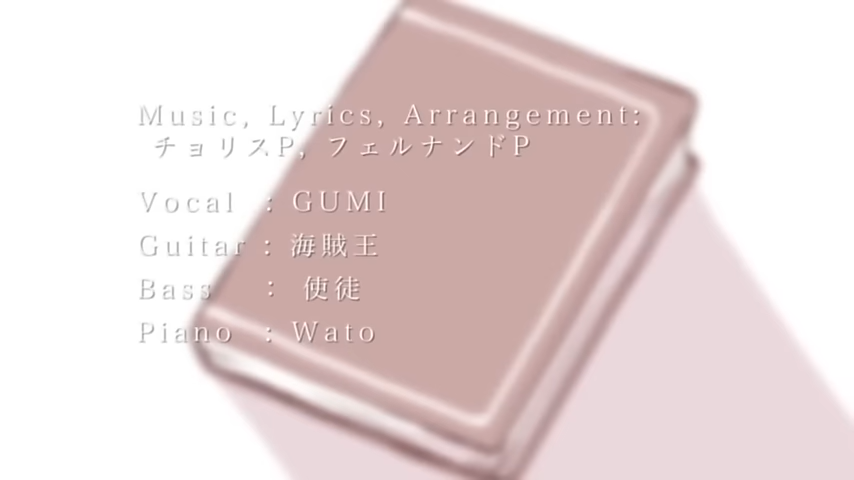 Music, Lyrics, Arrangement:
チョリスP, フェルナンドP
Vocal : GUMI
Guitar : 海賊王
Bass : 使徒
Piano : Wato